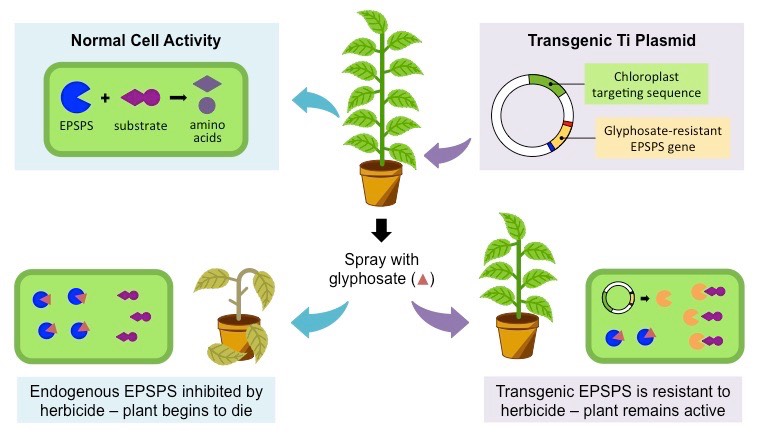 Normal Cell Activity
EPSPS
+
substrate
amino
acids
Transgenic Ti Plasmid
Chloroplast
targeting sequence
Glyphosate-resistant
EPSPS gene
Spray with
glyphosate ( )
Endogenous EPSPS inhibited by
herbicide – plant begins to die
Transgenic EPSPS is resistant to
herbicide – plant remains active